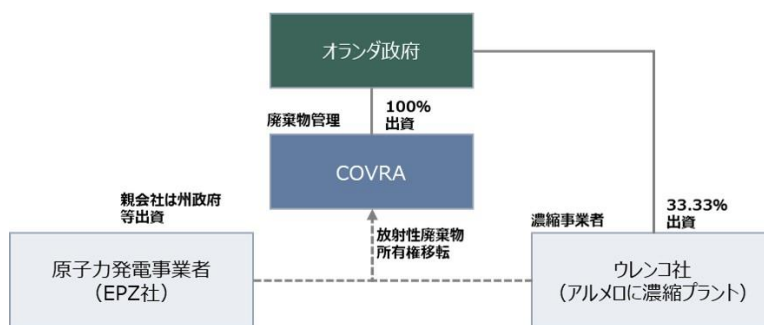 オランダ政府
廃棄物管理
100%
出資
COVRA
親会社は州政府
等出資
放射性廃棄物
所有権移転
濃縮事業者
33.33%
出資
原子力発電事業者
（EPZ社）
ウレンコ社
（アルメロに濃縮プラント）